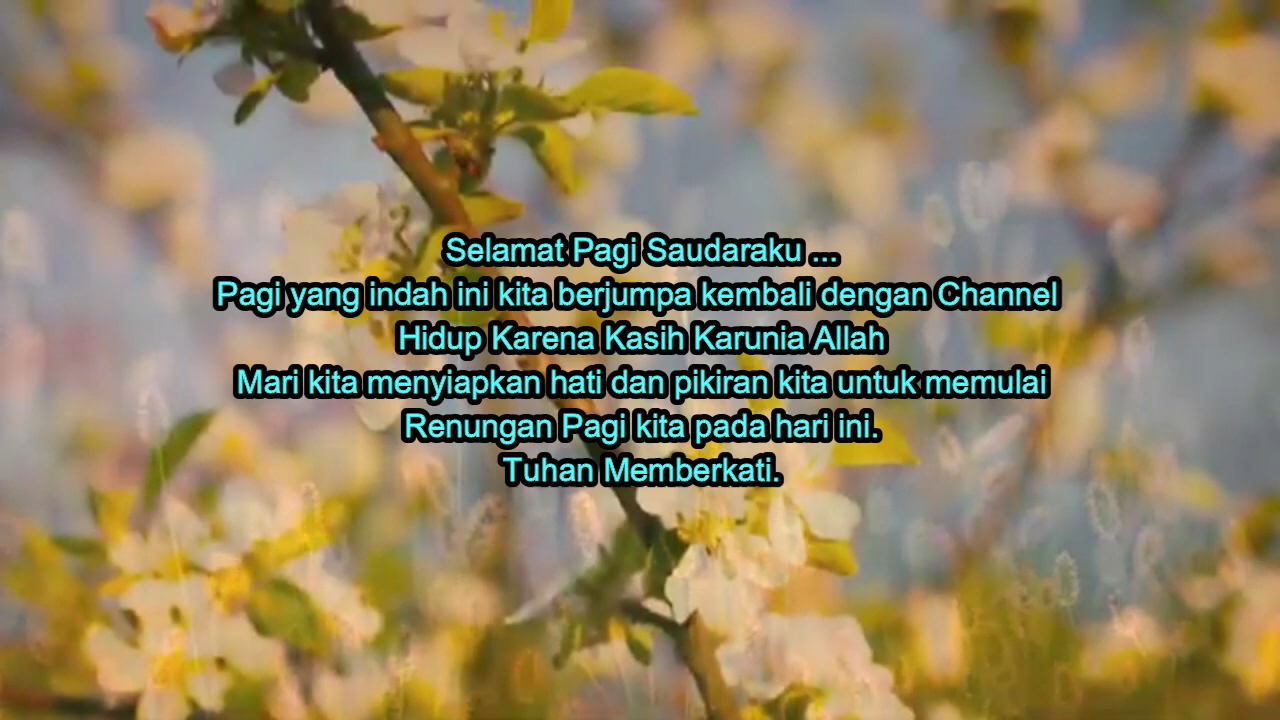 Selamat Pagi Saudaraku ...
Pagi yang indah ini kita berjumpa kembali dengan Channel
Hidup Karena Kasih Karunia Allah
Mari kita menyiapkan hati dan pikiran kita untuk memulai
Renungan Pagi kita pada hari ini.
Tuhan Memberkati.